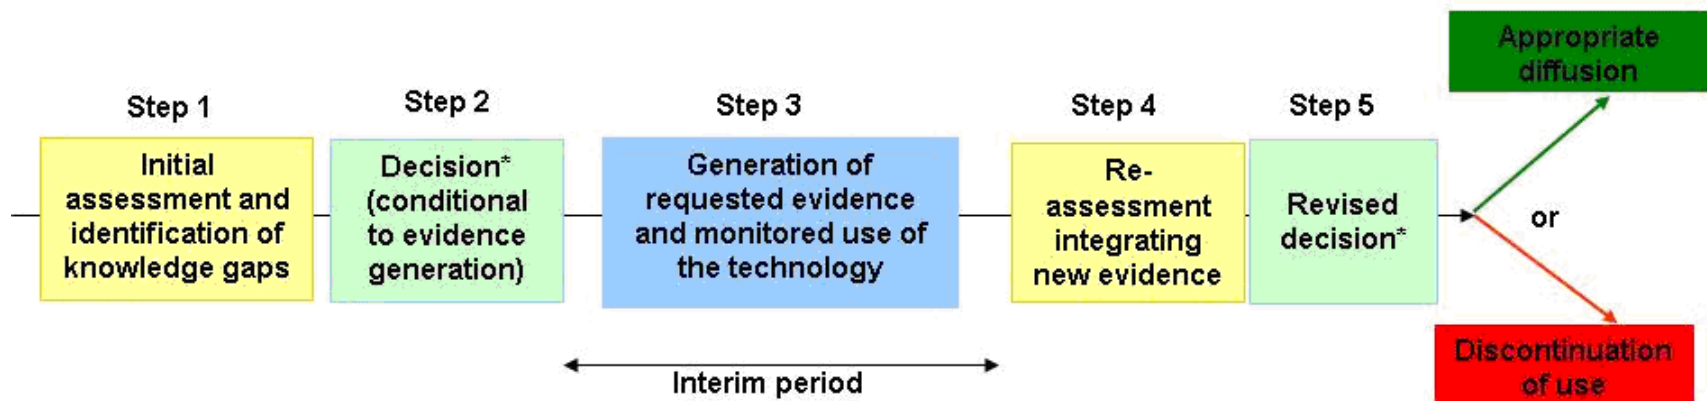 Step 1
Initial
assessment and
identification of
knowledge gaps
Step 2
Decision*
(conditional
to evidence
generation)
Step 3
Generation of
requested evidence
and monitored use of
the technology
Interim period
Step 4
Re-
assessment
integrating
new evidence
Step 5
Revised
decision*
Appropriate
diffusion
or
Discontinuation
of use